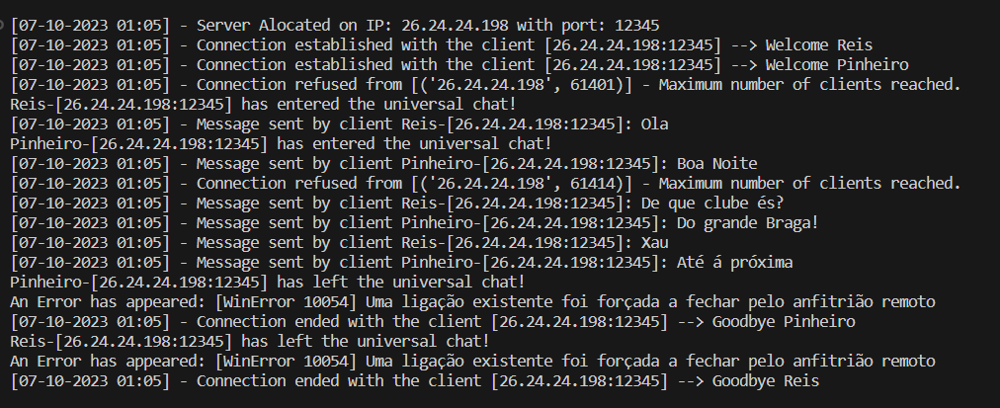 [07-10-2023 01:05] - Server Alocated on IP: 26.24.24.198 with port: 12345
[07-10-2023 01:05] - Connection established with the client [26.24.24.198:12345] --> Welcome Reis
[07-10-2023 01:05] - Connection established with the client [26.24.24.198:12345] --> Welcome Pinheiro
[07-10-2023 01:05] - Connection refused from [('26.24.24.198', 61401)] - Maximum number of clients reached.
Reis-[26.24.24.198:12345] has entered the universal chat!
[07-10-2023 01:05] - Message sent by client Reis-[26.24.24.198:12345]: Ola
Pinheiro-[26.24.24.198:12345] has entered the universal chat!
[07-10-2023 01:05] - Message sent by client Pinheiro-[26.24.24.198:12345]: Boa Noite
[07-10-2023 01:05] - Connection refused from [('26.24.24.198', 61414)] - Maximum number of clients reached.
[07-10-2023 01:05] - Message sent by client Reis-[26.24.24.198:12345]: De que clube és?
[07-10-2023 01:05] - Message sent by client Pinheiro-[26.24.24.198:12345]: Do grande Braga!
[07-10-2023 01:05] - Message sent by client Reis-[26.24.24.198:12345]: Xau
[07-10-2023 01:05] - Message sent by client Pinheiro-[26.24.24.198:12345]: Até á próxima
Pinheiro-[26.24.24.198:12345] has left the universal chat!
An Error has appeared: [WinError 10054] Uma ligação existente foi forçada a fechar pelo anfitrião remoto
[07-10-2023 01:05] - Connection ended with the client [26.24.24.198:12345] --> Goodbye Pinheiro
Reis-[26.24.24.198:12345] has left the universal chat!
An Error has appeared: [WinError 10054] Uma ligação existente foi forçada a fechar pelo anfitrião remoto
[07-10-2023 01:05] - Connection ended with the client [26.24.24.198:12345] --> Goodbye Reis